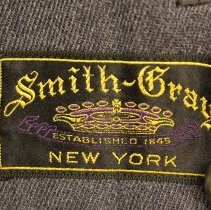 Smith-Gray
ESTABLISHED 1845
NEW YORK